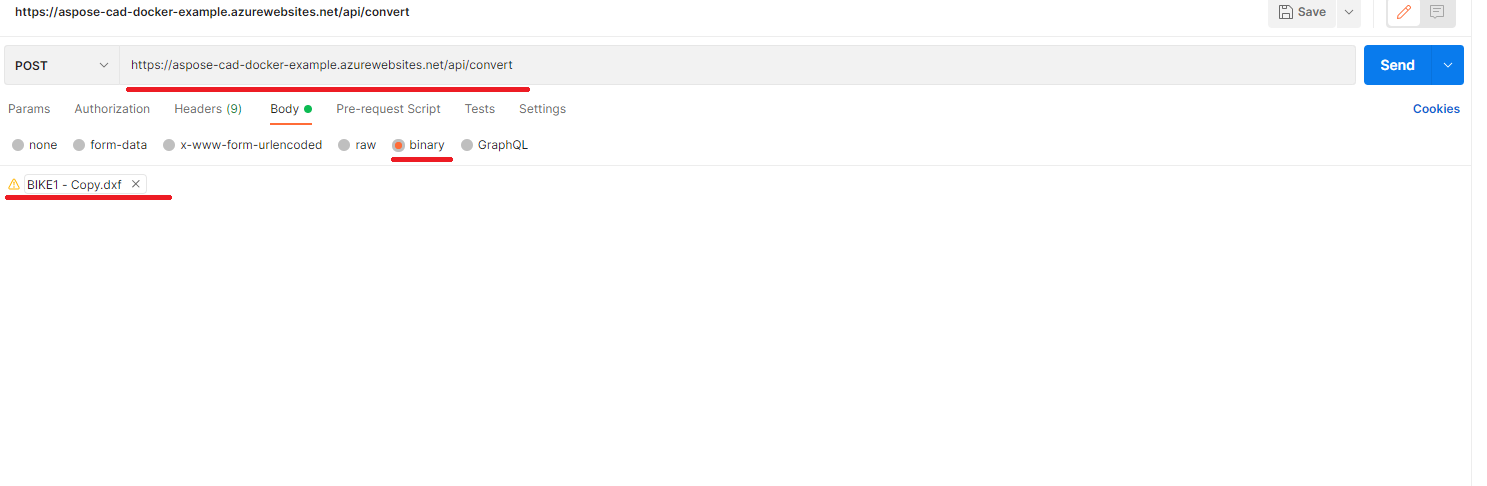 https://aspose-cad-docker-example.azurewebsites.net/api/convert
Save
POST
https://aspose-cad-docker-example.azurewebsites.net/api/convert
Send
Params Authorization Headers (9) Body Pre-request Script Tests Settings Cookies
none form-data x-www-form-urlencoded raw binary GraphQL
BIKE1 - Copy.dxf